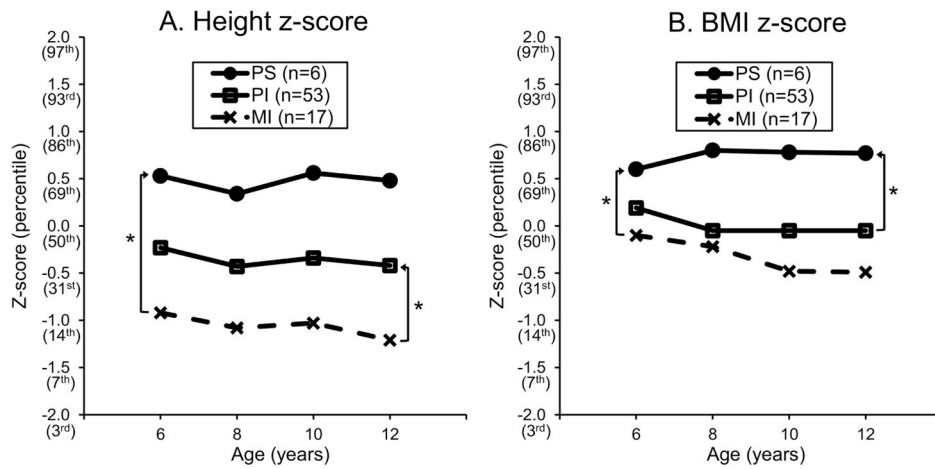 A. Height z-score
Z-score (percentile)
2.0
(97th)
1.5
(93rd)
1.0
(86th)
0.5
(69th)
0.0
(50th)
-0.5
(31st)
-1.0
(14th)
-1.5
(7th)
-2.0
(3rd)
PS (n=6)
PI (n=53)
MI (n=17)
*
*
6 8 10 12
Age (years)
B. BMI z-score
Z-score (percentile)
2.0
(97th)
1.5
(93rd)
1.0
(86th)
0.5
(69th)
0.0
(50th)
-0.5
(31st)
-1.0
(14th)
-1.5
(7th)
-2.0
(3rd)
PS (n=6)
PI (n=53)
MI (n=17)
*
*
6 8 10 12
Age (years)